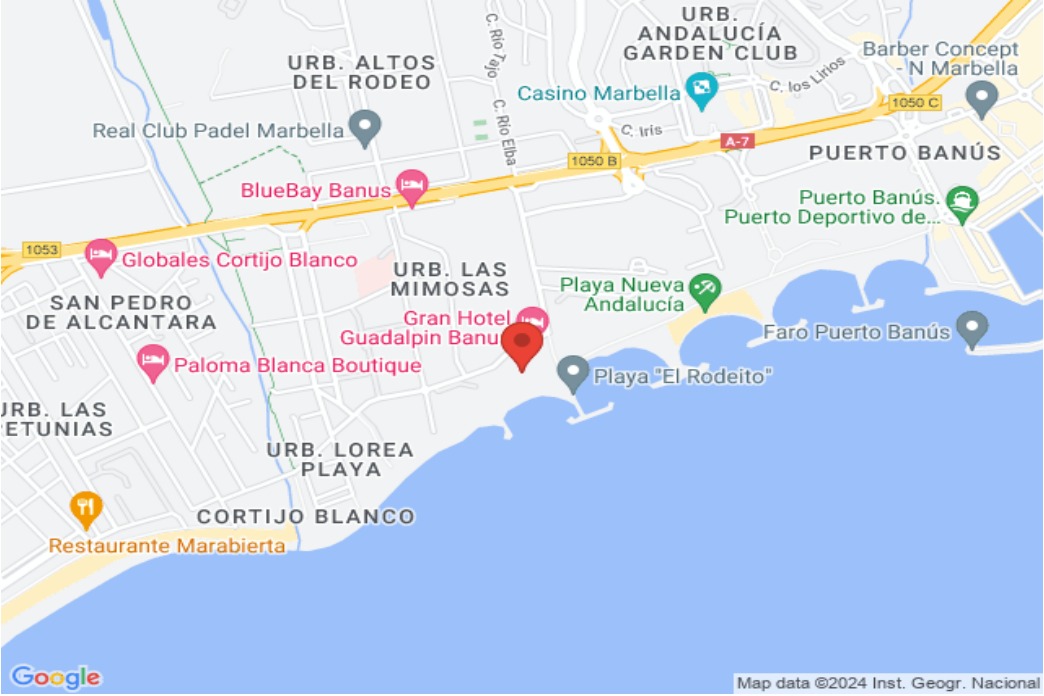 URB.
ANDALUCÍA
GARDEN CLUB
C. Río Tajo
Barber Concept
- N Marbella
URB. ALTOS
DEL RODEO
C. los Lirios
Casino Marbella
1050 C
C. Río Elba
Real Club Padel Marbella
C. Iris
A-7
1050 B
PUERTO BANÚS
BlueBay Banus
Puerto Banús.
Puerto Deportivo de...
1053
Globales Cortijo Blanco
URB. LAS
MIMOSAS
Playa Nueva
Andalucía
SAN PEDRO
DE ALCANTARA
Gran Hotel
Guadalpin Banu
Faro Puerto Banús
Paloma Blanca Boutique
Playa "El Rodeito"
URB. LAS
ETUNIAS
URB. LOREA
PLAYA
CORTIJO BLANCO
Restaurante Marabierta
Google
Map data ©2024 Inst. Geogr. Nacional